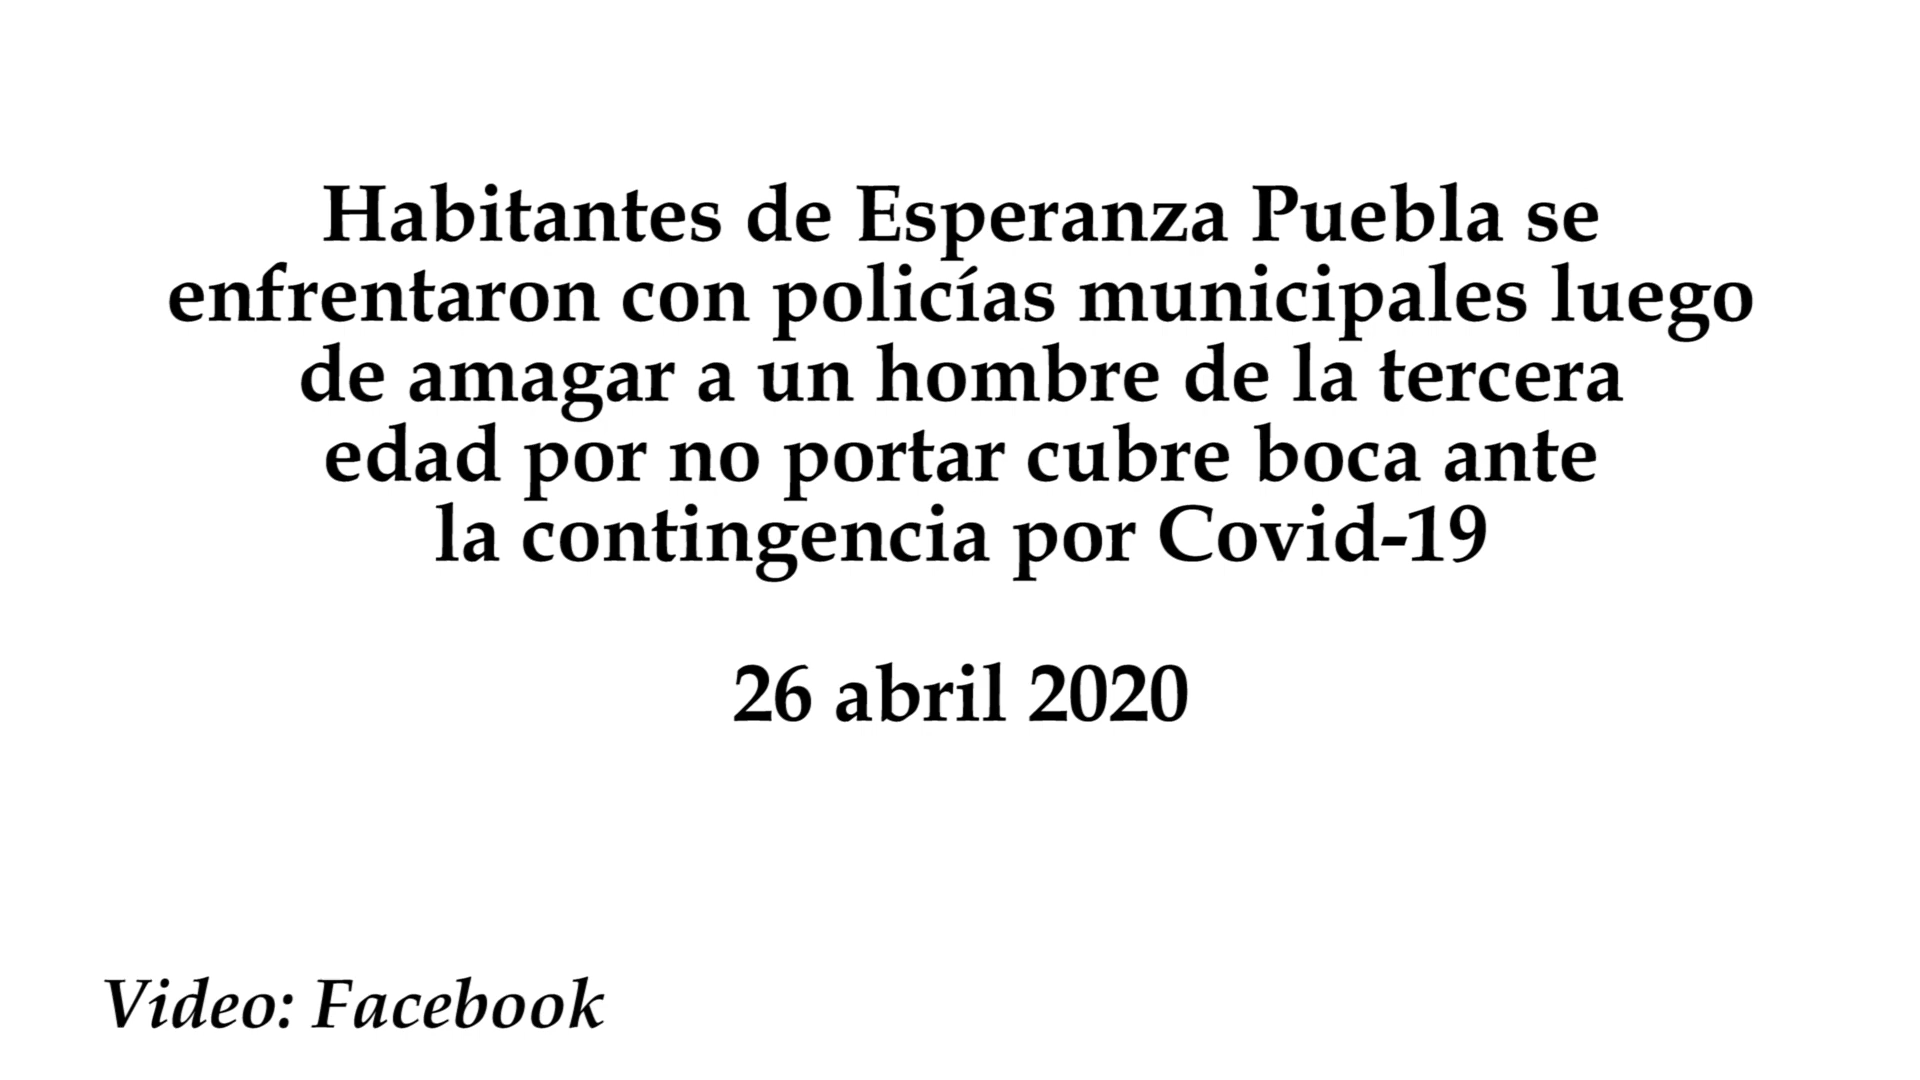 Habitantes de Esperanza Puebla se
enfrentaron con policías municipales luego
de amagar a un hombre de la tercera
edad por no portar cubre boca ante
la contingencia por Covid-19
26 abril 2020
Video: Facebook